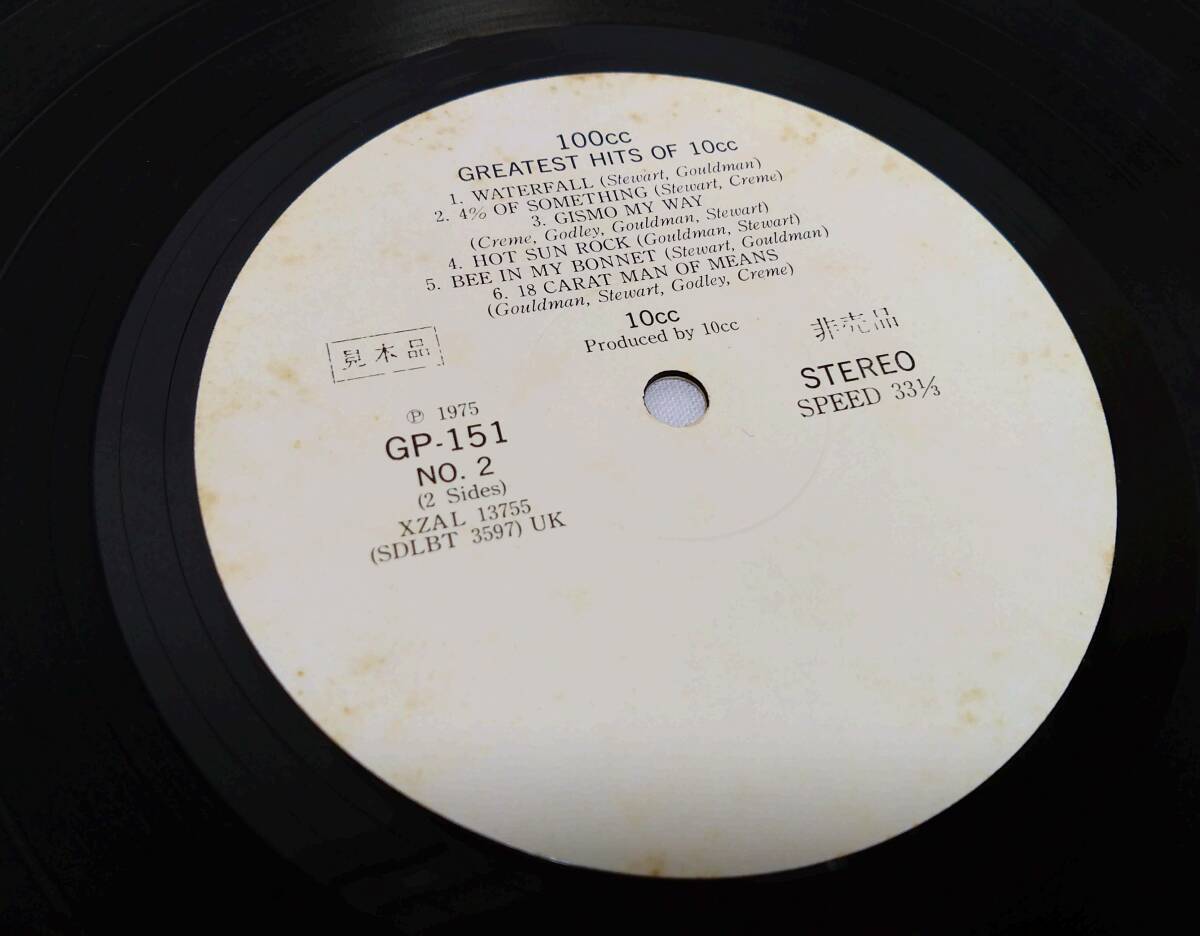 100cc
GREATEST HITS OF 10cc
1. WATERFALL (Stewart, Gouldman)
2. 4% OF SOMETHING (Stewart, Creme)
3. GISMO MY WAY
(Creme, Godley, Gouldman, Stewart)
4. HOT SUN ROCK (Gouldman, Stewart)
5. BEE IN MY BONNET (Stewart, Gouldman)
6. 18 CARAT MAN OF MEANS
(Gouldman, Stewart, Godley, Creme)
10cc
Produced by 10cc
見本品
非売品
℗ 1975
GP-151
NO. 2
(2 Sides)
XZAL 13755
(SDLBT 3597) UK
STEREO
SPEED 33⅓